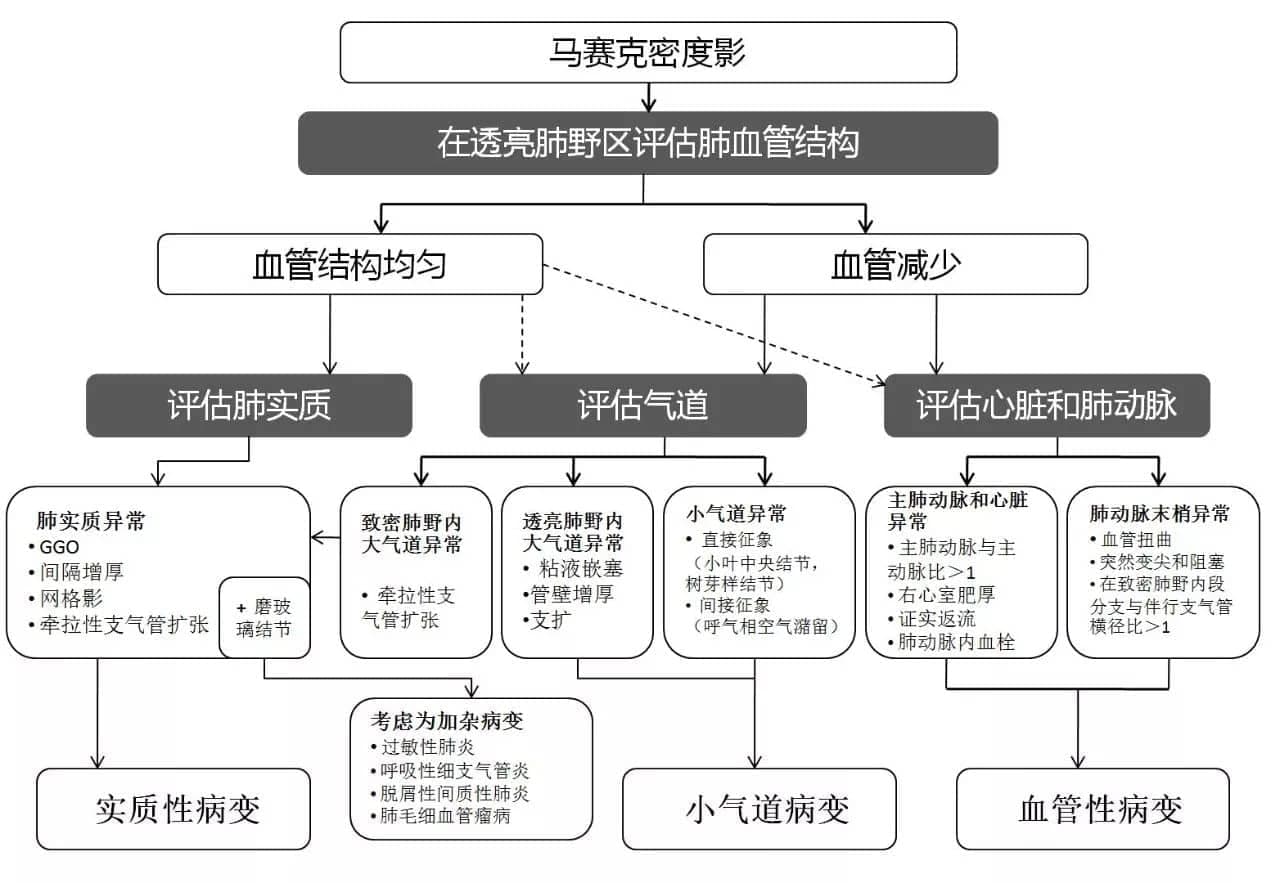 马赛克密度影
在透亮肺野区评估肺血管结构
血管结构均匀
血管减少
评估肺实质
评估气道
评估心脏和肺动脉
肺实质异常
• GGO
• 间隔增厚
• 网格影
• 牵拉性支气管扩张
+ 磨玻
璃结节
致密肺野内
大气道异常
• 牵拉性支
气管扩张
透亮肺野内
大气道异常
• 粘液嵌塞
• 管壁增厚
• 支扩
小气道异常
• 直接征象
(小叶中央结节,
树芽样结节)
• 间接征象
(呼气相空气潴留)
主肺动脉和心脏
异常
• 主肺动脉与主
动脉比>1
• 右心室肥厚
• 证实返流
• 肺动脉内血栓
肺动脉末梢异常
• 血管扭曲
• 突然变尖和阻塞
• 在致密肺野内段
分支与伴行支气管
横径比>1
考虑为加杂病变
• 过敏性肺炎
• 呼吸性细支气管炎
• 脱屑性间质性肺炎
• 肺毛细血管瘤病
实质性病变
小气道病变
血管性病变